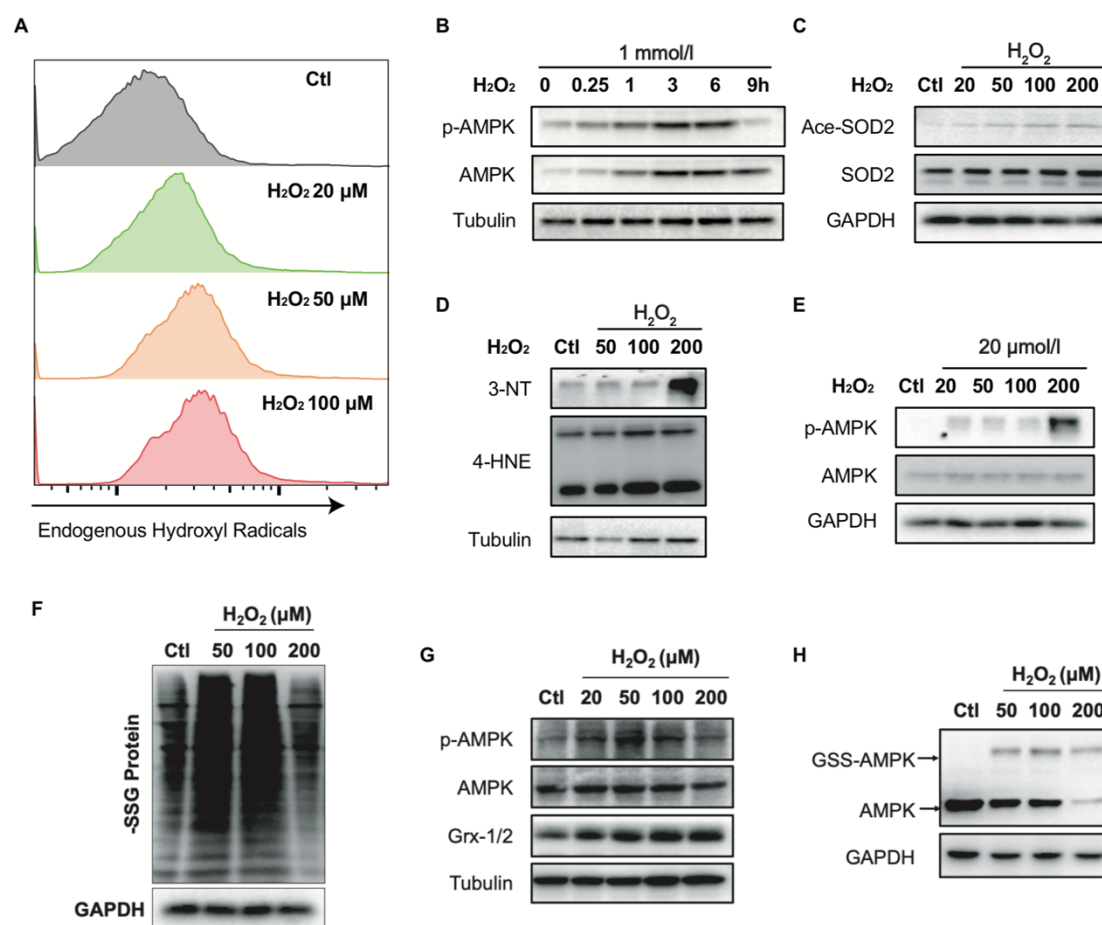 A
Ctl
H₂O₂ 20 μM
H₂O₂ 50 μM
H₂O₂ 100 μM
Endogenous Hydroxyl Radicals
B
1 mmol/l
H₂O₂ 0 0.25 1 3 6 9h
p-AMPK
AMPK
Tubulin
C
H₂O₂
Ctl 20 50 100 200
Ace-SOD2
SOD2
GAPDH
D
H₂O₂
H₂O₂ Ctl 50 100 200
3-NT
4-HNE
Tubulin
E
20 μmol/l
H₂O₂ Ctl 20 50 100 200
p-AMPK
AMPK
GAPDH
F
H₂O₂ (μM)
Ctl 50 100 200
-SSG Protein
GAPDH
G
H₂O₂ (μM)
Ctl 20 50 100 200
p-AMPK
AMPK
Grx-1/2
Tubulin
H
H₂O₂ (μM)
Ctl 50 100 200
GSS-AMPK
AMPK
GAPDH